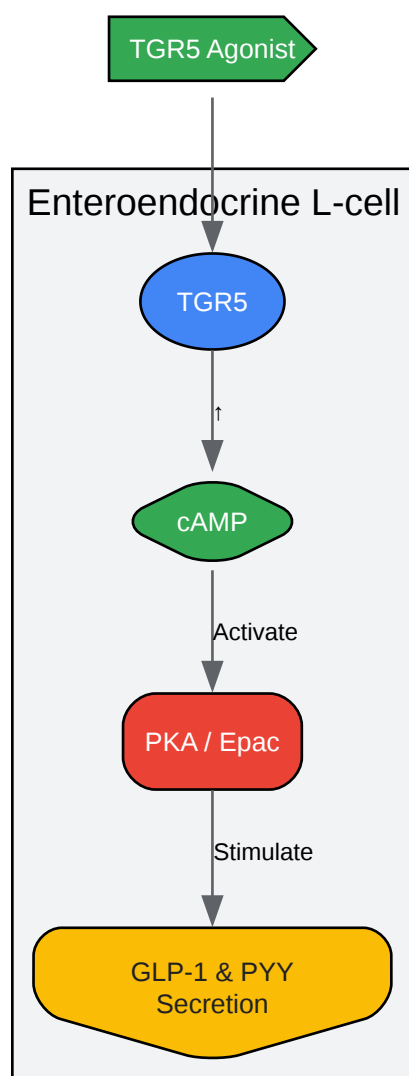 TGR5 Agonist
Enteroendocrine L-cell
TGR5
↑
cAMP
Activate
PKA / Epac
Stimulate
GLP-1 & PYY
Secretion